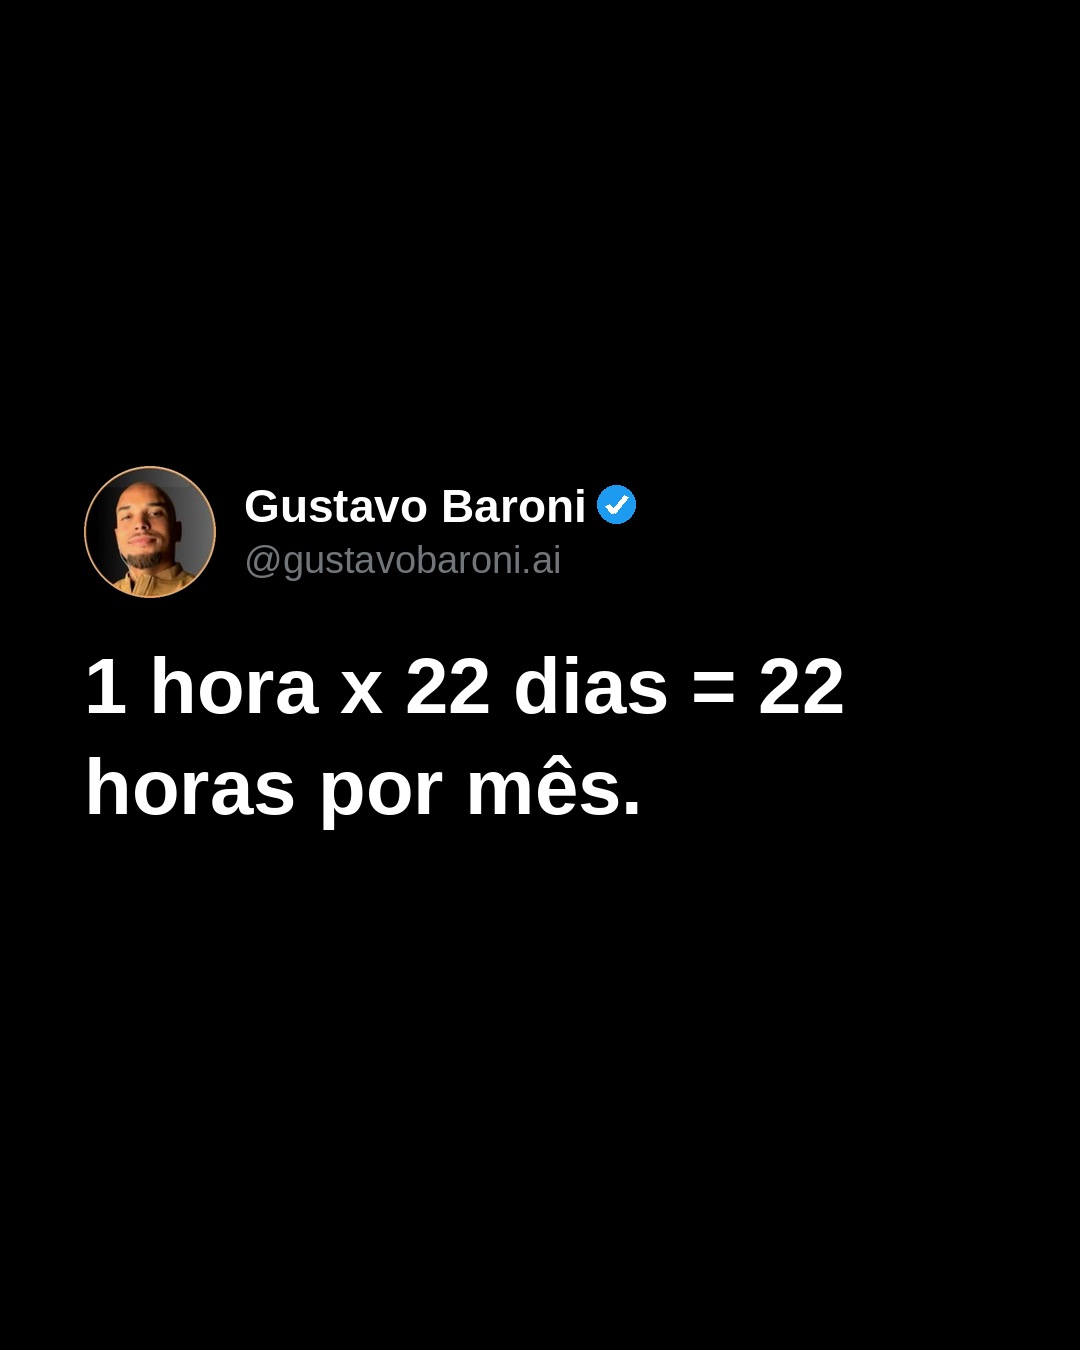 Gustavo Baroni
@gustavobaroni.ai
1 hora x 22 dias = 22
horas por mês.